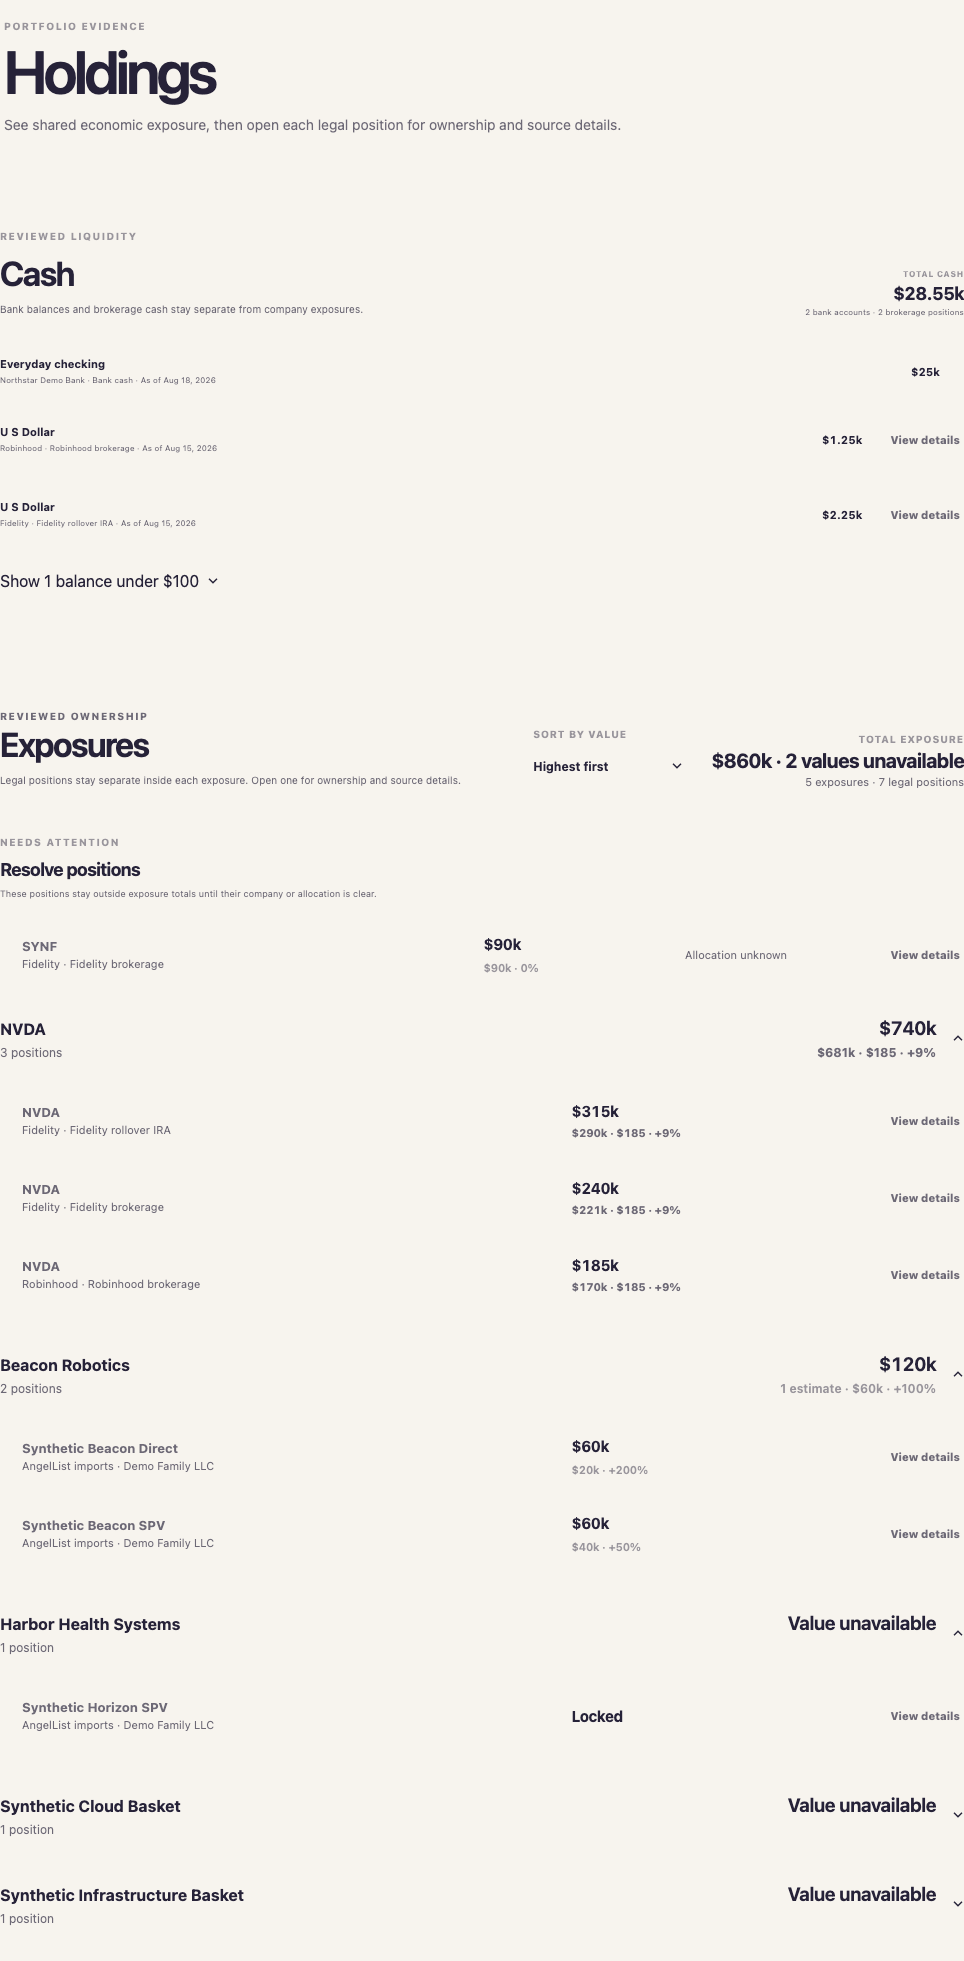 PORTFOLIO EVIDENCE
Holdings
See shared economic exposure, then open each legal position for ownership and source details.
REVIEWED LIQUIDITY
Cash
Bank balances and brokerage cash stay separate from company exposures.
TOTAL CASH
$28.55k
2 bank accounts · 2 brokerage positions
Everyday checking
Northstar Demo Bank · Bank cash · As of Aug 18, 2026
$25k
U S Dollar
Robinhood · Robinhood brokerage · As of Aug 15, 2026
$1.25k View details
U S Dollar
Fidelity · Fidelity rollover IRA · As of Aug 15, 2026
$2.25k View details
Show 1 balance under $100
REVIEWED OWNERSHIP
Exposures
Legal positions stay separate inside each exposure. Open one for ownership and source details.
SORT BY VALUE
Highest first
TOTAL EXPOSURE
$860k · 2 values unavailable
5 exposures · 7 legal positions
NEEDS ATTENTION
Resolve positions
These positions stay outside exposure totals until their company or allocation is clear.
SYNF
Fidelity · Fidelity brokerage
$90k
$90k · 0%
Allocation unknown
View details
NVDA
3 positions
$740k
$681k · $185 · +9%
NVDA
Fidelity · Fidelity rollover IRA
$315k
$290k · $185 · +9%
View details
NVDA
Fidelity · Fidelity brokerage
$240k
$221k · $185 · +9%
View details
NVDA
Robinhood · Robinhood brokerage
$185k
$170k · $185 · +9%
View details
Beacon Robotics
2 positions
$120k
1 estimate · $60k · +100%
Synthetic Beacon Direct
AngelList imports · Demo Family LLC
$60k
$20k · +200%
View details
Synthetic Beacon SPV
AngelList imports · Demo Family LLC
$60k
$40k · +50%
View details
Harbor Health Systems
1 position
Value unavailable
Synthetic Horizon SPV
AngelList imports · Demo Family LLC
Locked
View details
Synthetic Cloud Basket
1 position
Value unavailable
Synthetic Infrastructure Basket
1 position
Value unavailable